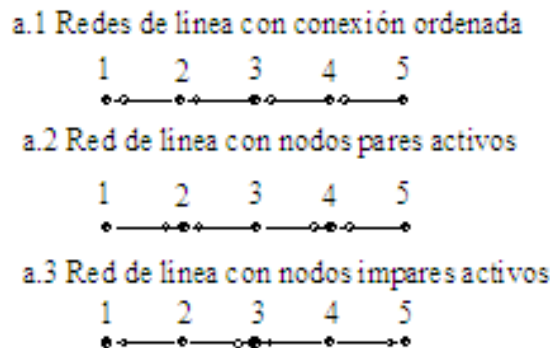 a.1 Redes de linea con conexión ordenada
1 2 3 4 5
a.2 Red de linea con nodos pares activos
1 2 3 4 5
a.3 Red de linea con nodos impares activos
1 2 3 4 5